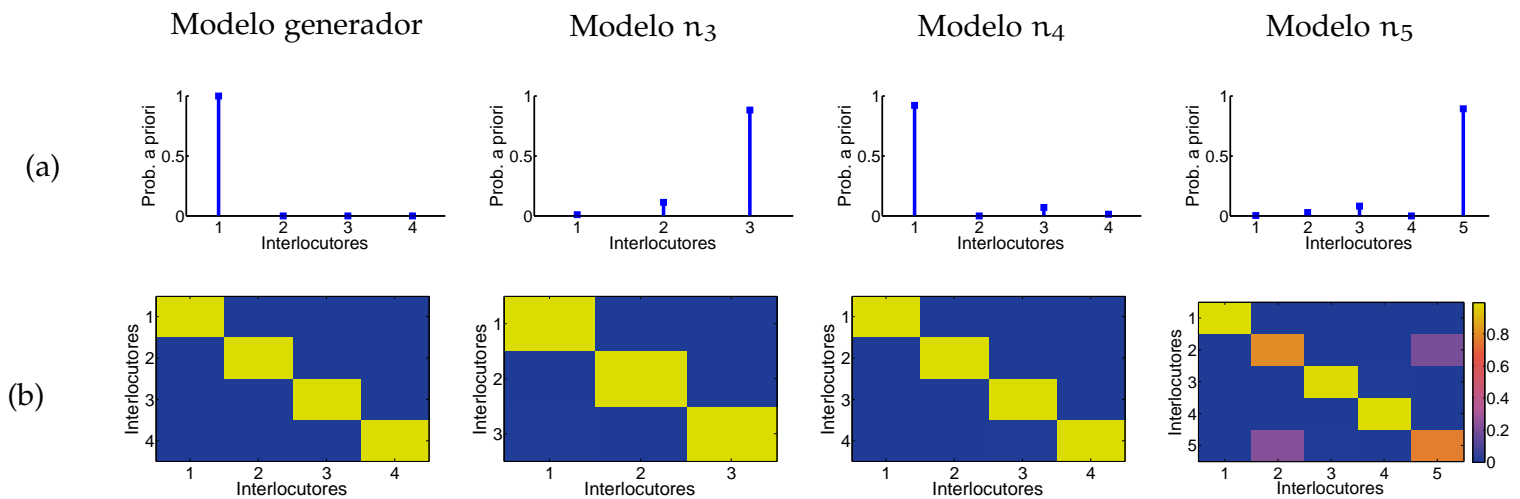 Modelo generador
Modelo n3
Modelo n4
Modelo n5
(a)
Prob. a priori
1
0.5
0
1 2 3 4
Interlocutores
Prob. a priori
1
0.5
0
1 2 3
Interlocutores
Prob. a priori
1
0.5
0
1 2 3 4
Interlocutores
Prob. a priori
1
0.5
0
1 2 3 4 5
Interlocutores
(b)
Interlocutores
1
2
3
4
1 2 3 4
Interlocutores
Interlocutores
1
2
3
1 2 3
Interlocutores
Interlocutores
1
2
3
4
1 2 3 4
Interlocutores
Interlocutores
1
2
3
4
5
1 2 3 4 5
Interlocutores
0.8
0.6
0.4
0.2
0